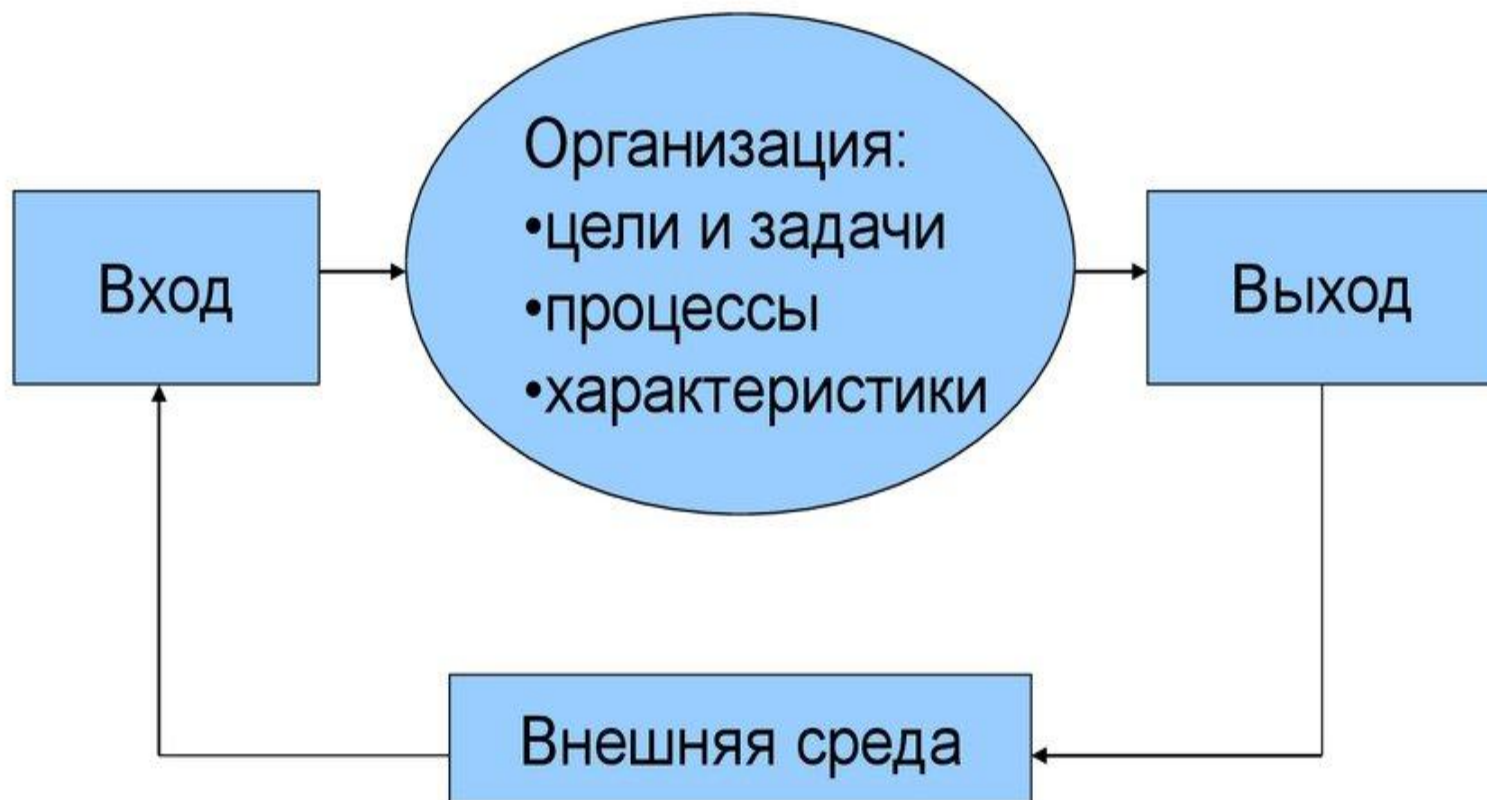 Организация:
•цели и задачи
•процессы
•характеристики
Вход
Выход
Внешняя среда